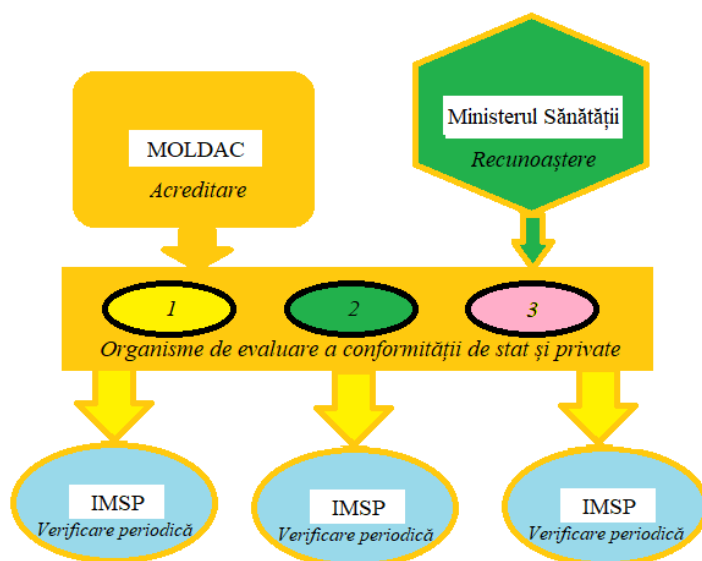 MOLDAC
Acreditare
Ministerul Sănătății
Recunoaștere
1
2
3
Organisme de evaluare a conformității de stat și private
IMSP
Verificare periodică
IMSP
Verificare periodică
IMSP
Verificare periodică